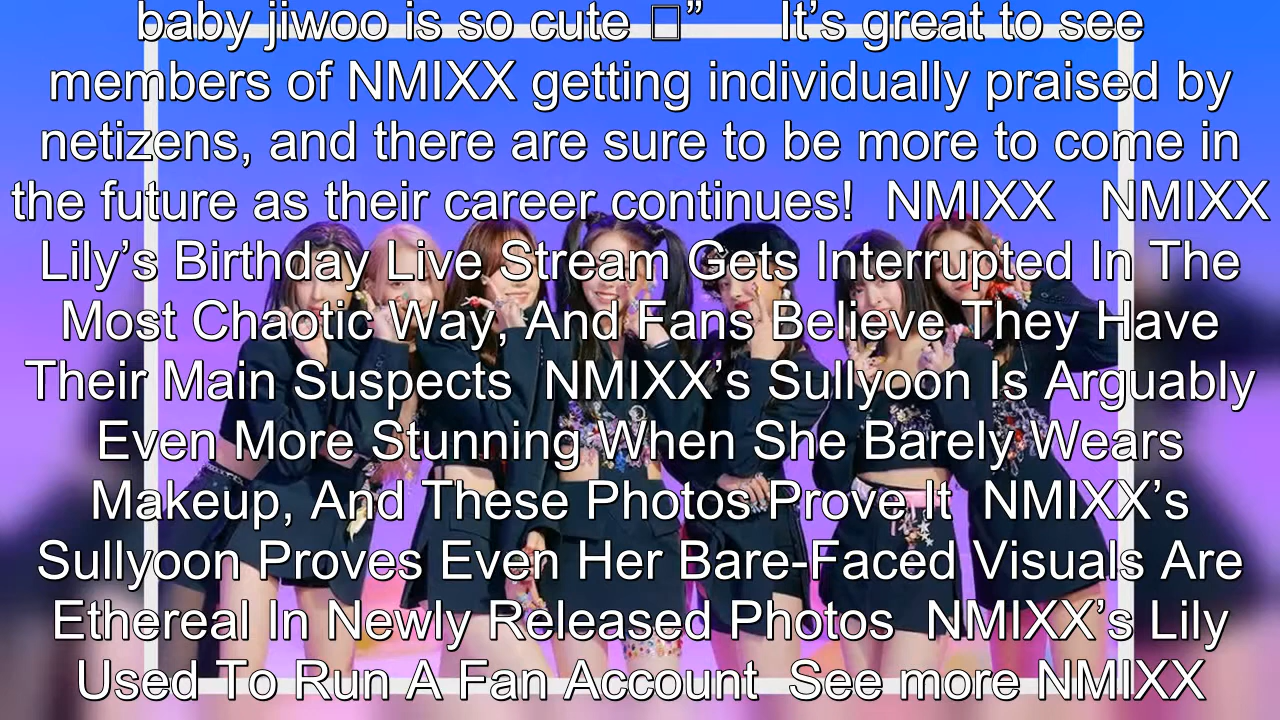 baby jiwoo is so cute □” It’s great to see
members of NMIXX getting individually praised by
netizens, and there are sure to be more to come in
the future as their career continues! NMIXX NMIXX
Lily’s Birthday Live Stream Gets Interrupted In The
Most Chaotic Way, And Fans Believe They Have
Their Main Suspects NMIXX’s Sullyoon Is Arguably
Even More Stunning When She Barely Wears
Makeup, And These Photos Prove It NMIXX’s
Sullyoon Proves Even Her Bare-Faced Visuals Are
Ethereal In Newly Released Photos NMIXX’s Lily
Used To Run A Fan Account See more NMIXX